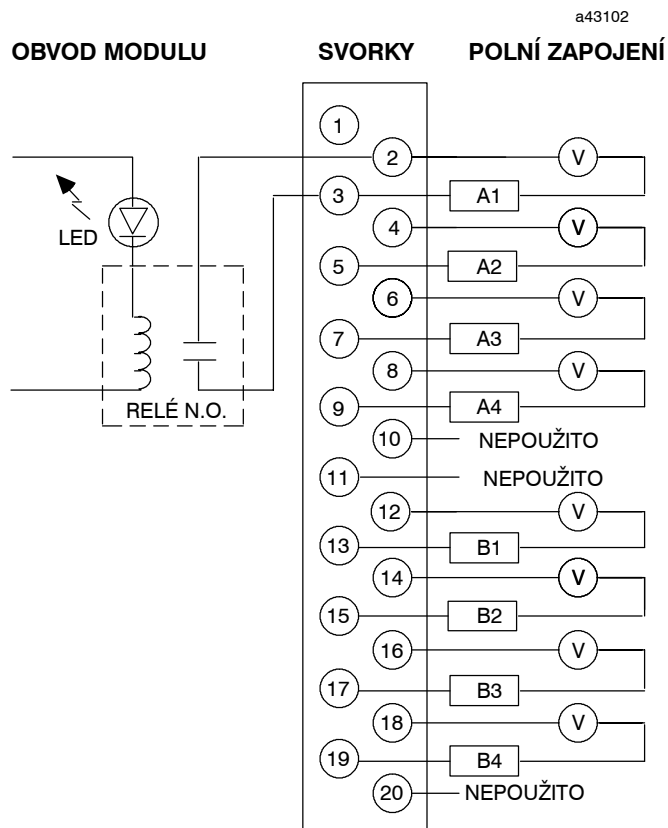 a43102
OBVOD MODULU SVORKY POLNÍ ZAPOJENÍ
1
2 V
3 A1
LED
4 V
5 A2
6 V
7 A3
8 V
RELÉ N.O.
9 A4
10 NEPOUŽITO
11 NEPOUŽITO
12 V
13 B1
14 V
15 B2
16 V
17 B3
18 V
19 B4
20 NEPOUŽITO